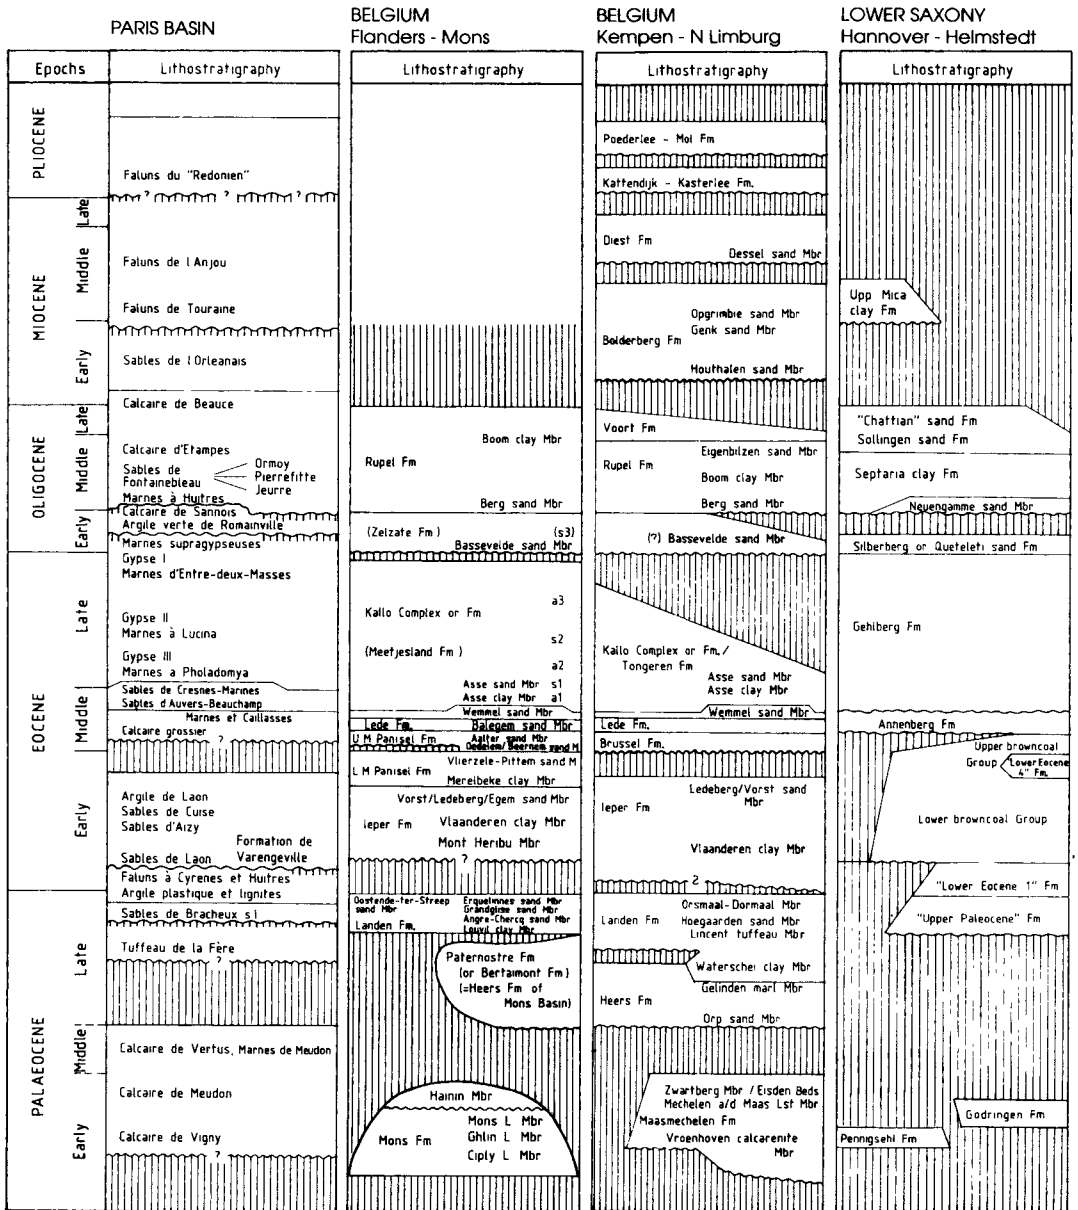 PARIS BASIN
BELGIUM
Flanders - Mons
BELGIUM
Kempen - N Limburg
LOWER SAXONY
Hannover - Helmstedt
Epochs
Lithostratigraphy
Lithostratigraphy
Lithostratigraphy
Lithostratigraphy
PLIOCENE
MIOCENE
Late
Middle
Early
OLIGOCENE
Late
Middle
Early
EOCENE
Late
Middle
Early
PALAEOCENE
Late
Middle
Early
Faluns du "Redonien"
? ? ?
Faluns de l'Anjou
Faluns de Touraine
Sables de l'Orleanais
Calcaire de Beauce
Calcaire d'Etampes
Sables de
Fontainebleau
Ormoy
Pierrefitte
Jeurre
Marnes à Huitres
Calcaire de Sannois
Argile verte de Romainville
Marnes supragypseuses
Gypse I
Marnes d'Entre-deux-Masses
Gypse II
Marnes à Lucina
Gypse III
Marnes a Pholadomya
Sables de Cresnes-Marines
Sables d'Auvers-Beauchamp
Marnes et Caillasses
Calcaire grossier
?
Argile de Laon
Sables de Cuise
Sables d'Aizy
Formation de
Varengeville
Sables de Laon
Faluns à Cyrenes et Huitres
Argile plastique et lignites
Sables de Bracheux s l
Tuffeau de la Fère
?
Calcaire de Vertus, Marnes de Meudon
Calcaire de Meudon
Calcaire de Vigny
?
Boom clay Mbr
Rupel Fm
Berg sand Mbr
(Zelzate Fm) (s3)
Bassevelde sand Mbr
a3
Kallo Complex or Fm
s2
(Meetjesland Fm)
a2
Asse sand Mbr s1
Asse clay Mbr a1
Wemmel sand Mbr
Lede Fm. Balegem sand Mbr
U M Panisel Fm Aalter sand Mbr
Oedelem/Beernem sand M
Vlierzele-Pittem sand M
L M Panisel Fm
Merelbeke clay Mbr
Vorst/Ledeberg/Egem sand Mbr
Ieper Fm Vlaanderen clay Mbr
Mont Heribu Mbr
?
Oostende-ter-Streep
sand Mbr
Erquelinnes sand Mbr
Grandglise sand Mbr
Angre-Chercq sand Mbr
Landen Fm. Louvil clay Mbr
Paternostre Fm
(or Bertaimont Fm)
(=Heers Fm of
Mons Basin)
Hainin Mbr
Mons L Mbr
Mons Fm Ghlin L Mbr
Ciply L Mbr
Poederlee - Mol Fm
Kattendijk - Kasterlee Fm.
Diest Fm
Dessel sand Mbr
Opgrimbie sand Mbr
Genk sand Mbr
Bolderberg Fm
Houthalen sand Mbr
Voort Fm
Eigenbilzen sand Mbr
Rupel Fm
Boom clay Mbr
Berg sand Mbr
(?) Bassevelde sand Mbr
Kallo Complex or Fm./
Tongeren Fm
Asse sand Mbr
Asse clay Mbr
Wemmel sand Mbr
Lede Fm.
Brussel Fm.
Ledeberg/Vorst sand
Mbr
Ieper Fm
Vlaanderen clay Mbr
?
Orsmaal-Dormaal Mbr
Landen Fm Hoegaarden sand Mbr
Lincent tuffeau Mbr
Waterschei clay Mbr
Gelinden marl Mbr
Heers Fm
Orp sand Mbr
Zwartberg Mbr / Eisden Beds
Mechelen a/d Maas Lst Mbr
Maasmechelen Fm
Vroenhoven calcarenite
Mbr
Upp Mica
clay Fm
"Chattian" sand Fm
Sollingen sand Fm
Septaria clay Fm
Neuengamme sand Mbr
Silberberg or Queteleti sand Fm
Gehlberg Fm
Annenberg Fm
Upper browncoal
Group
Lower Eocene
4" Fm.
Lower browncoal Group
"Lower Eocene 1" Fm
"Upper Paleocene" Fm
Godringen Fm
Pennigsehl Fm